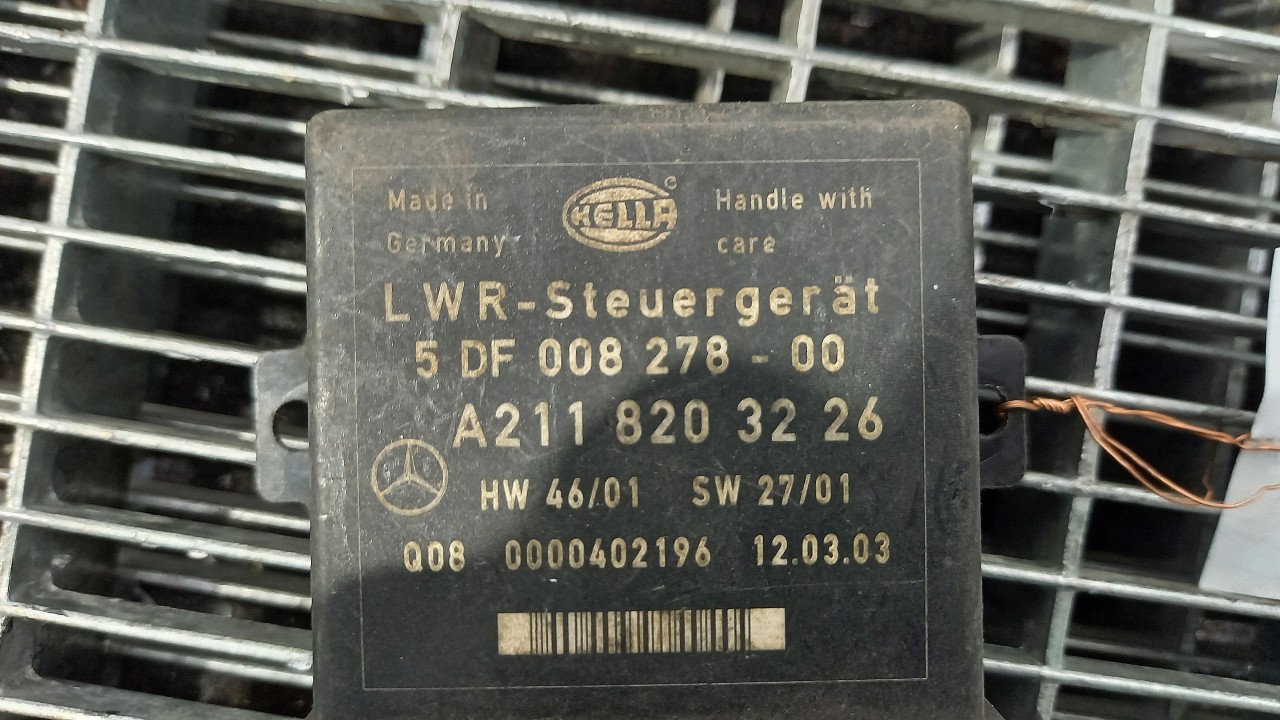 Made in
Germany
HELLA
Handle with
care
LWR-Steuergerät
5 DF 008 278 - 00
A211 820 32 26
HW 46/01 SW 27/01
Q08 0000402196 12.03.03